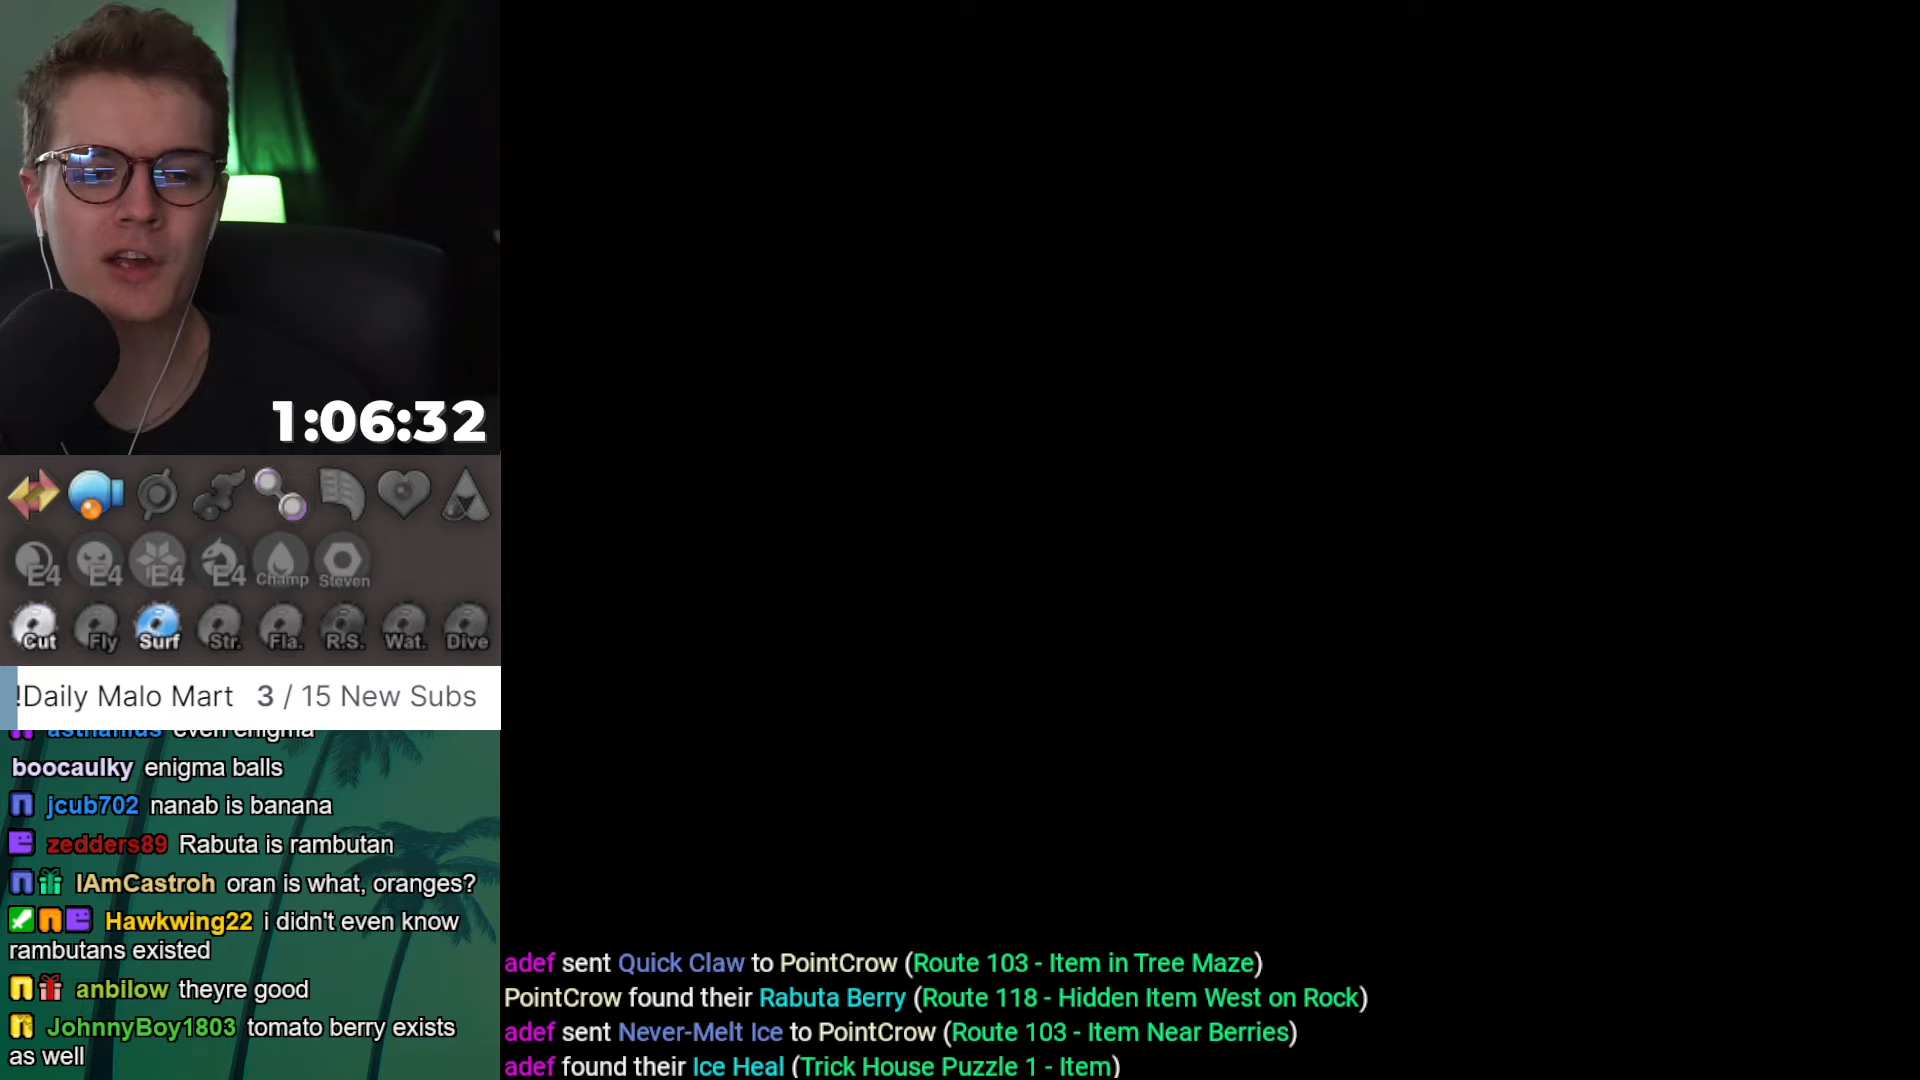 1:06:32
E4 E4 E4 E4 Champ Steven
Cut Fly Surf Str. Fla. R.S. Wat. Dive
!Daily Malo Mart 3 / 15 New Subs
even enigma
boocaulky enigma balls
jcub702 nanab is banana
zedders89 Rabuta is rambutan
IAmCastroh oran is what, oranges?
Hawkwing22 i didn't even know
rambutans existed
anbilow theyre good
JohnnyBoy1803 tomato berry exists
as well
adef sent Quick Claw to PointCrow (Route 103 - Item in Tree Maze)
PointCrow found their Rabuta Berry (Route 118 - Hidden Item West on Rock)
adef sent Never-Melt Ice to PointCrow (Route 103 - Item Near Berries)
adef found their Ice Heal (Trick House Puzzle 1 - Item)